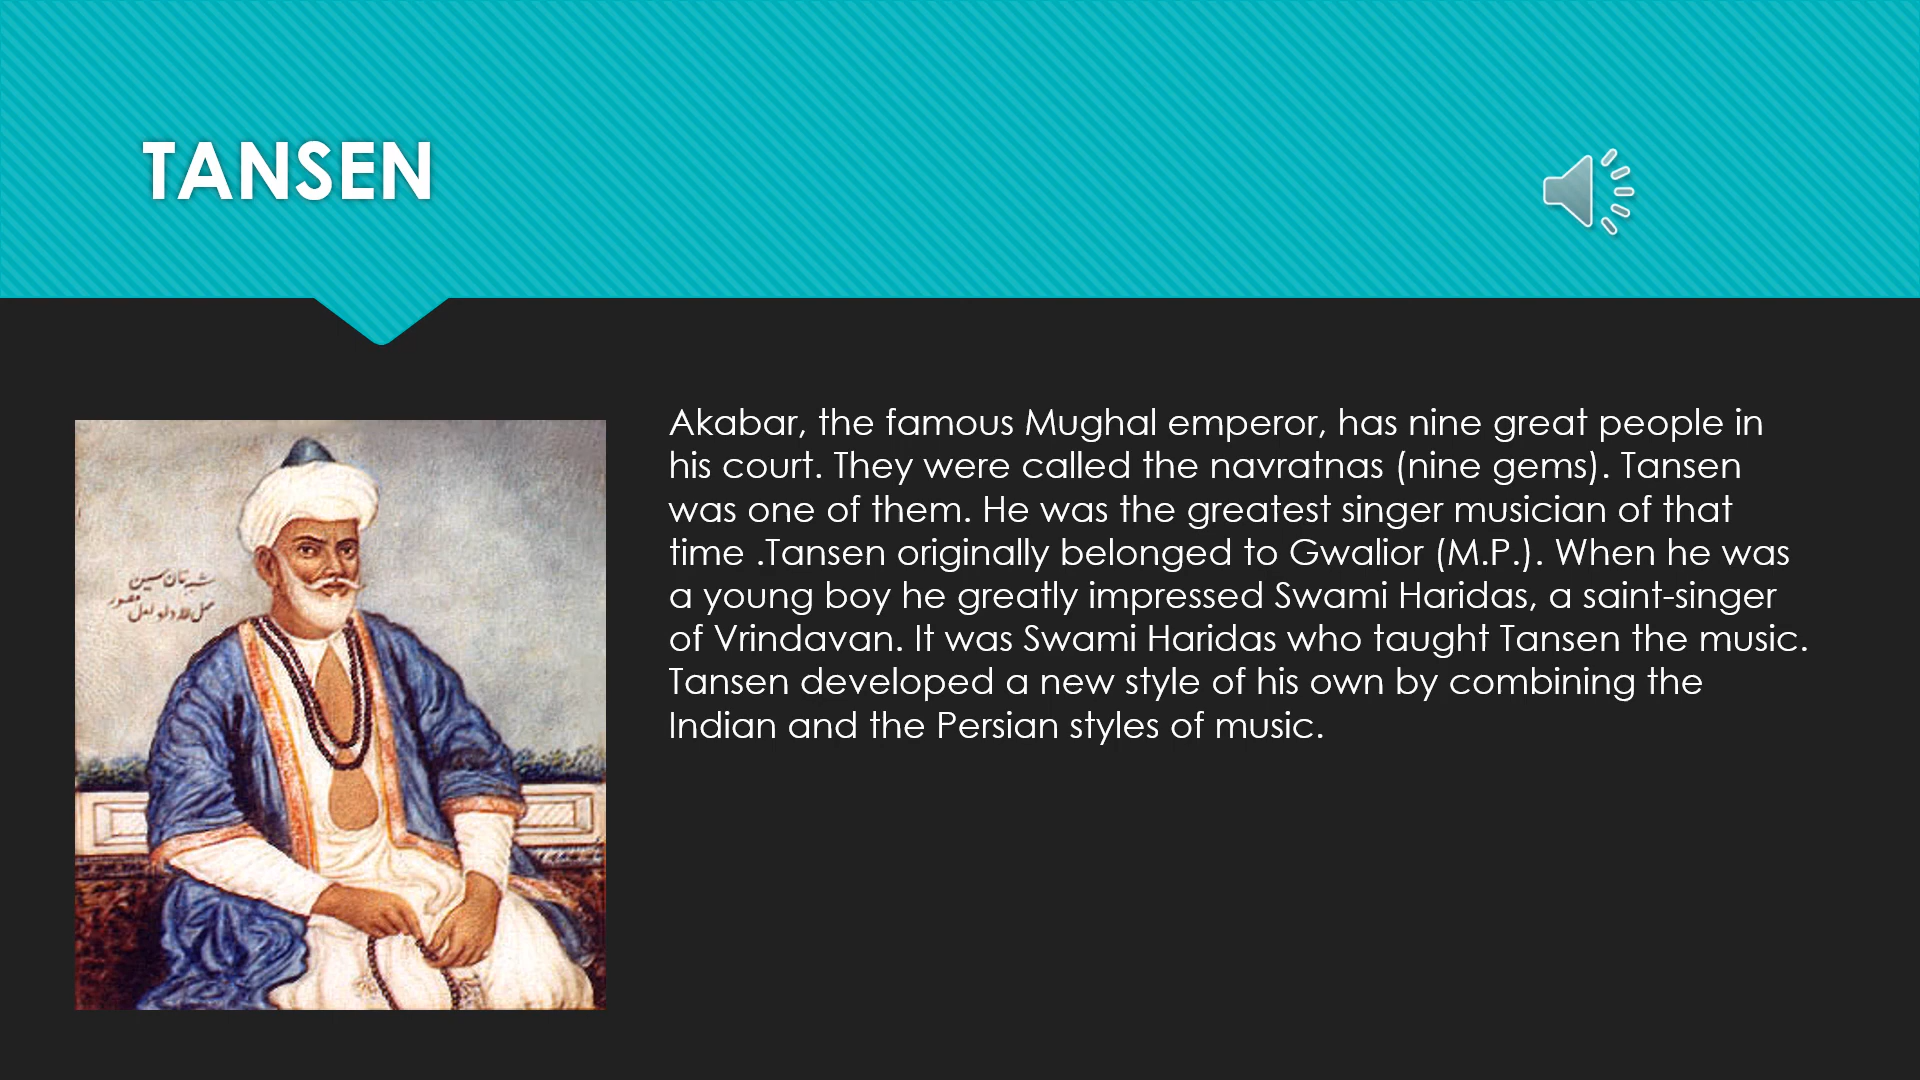 TANSEN
Akabar, the famous Mughal emperor, has nine great people in
his court. They were called the navratnas (nine gems). Tansen
was one of them. He was the greatest singer musician of that
time .Tansen originally belonged to Gwalior (M.P.). When he was
a young boy he greatly impressed Swami Haridas, a saint-singer
of Vrindavan. It was Swami Haridas who taught Tansen the music.
Tansen developed a new style of his own by combining the
Indian and the Persian styles of music.